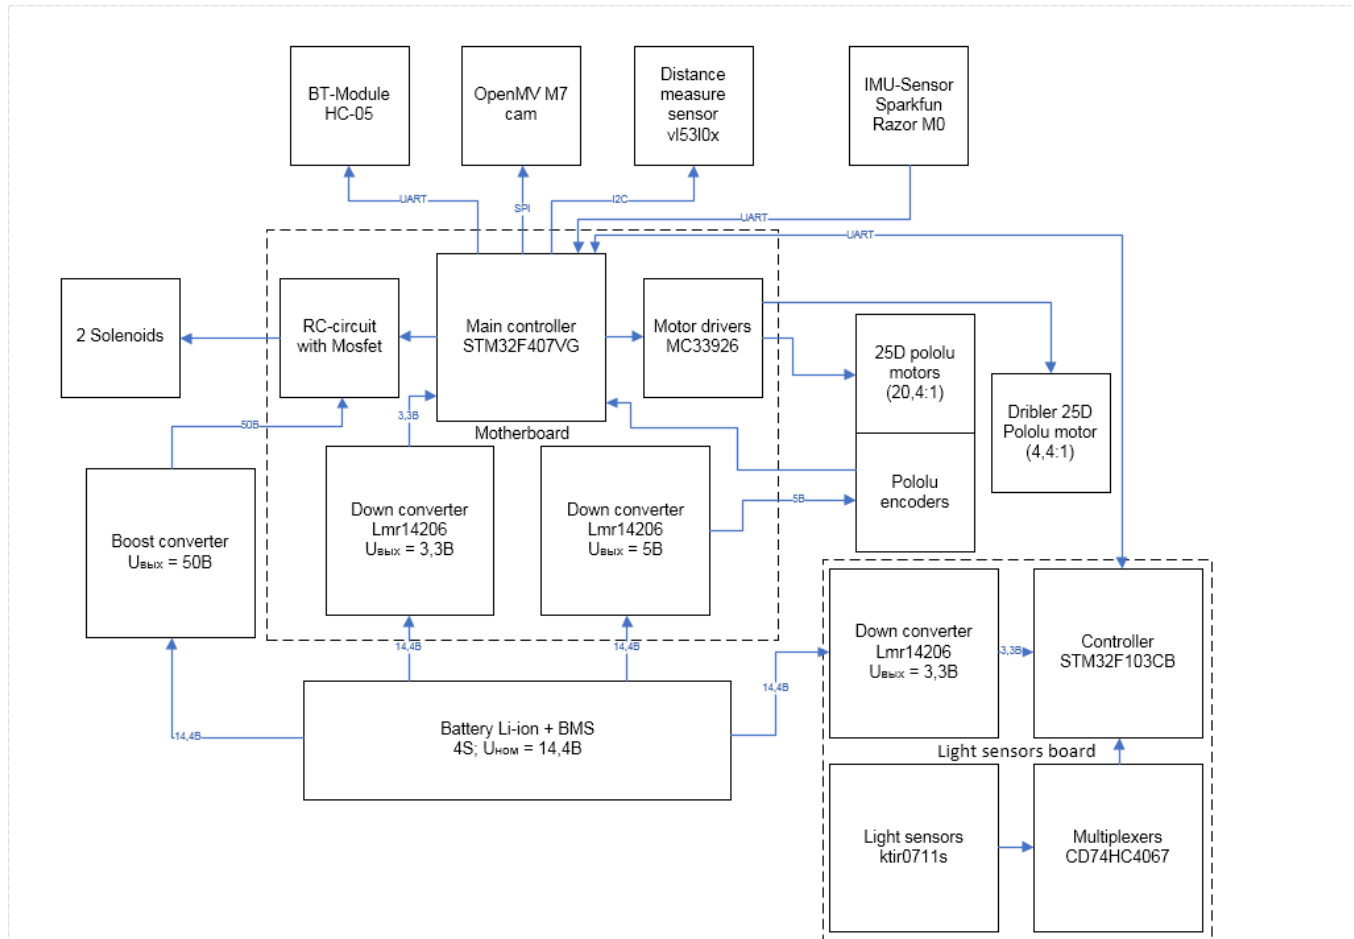 BT-Module
HC-05
OpenMV M7
cam
Distance
measure
sensor
vl53l0x
IMU-Sensor
Sparkfun
Razor M0
UART
SPI
I2C
UART
UART
2 Solenoids
RC-circuit
with Mosfet
Main controller
STM32F407VG
Motor drivers
MC33926
25D pololu
motors
(20,4:1)
Dribler 25D
Pololu motor
(4,4:1)
50В
3,3В
Motherboard
Pololu
encoders
5В
Boost converter
Uвых = 50В
Down converter
Lmr14206
Uвых = 3,3В
Down converter
Lmr14206
Uвых = 5В
14,4В
14,4В
14,4В
14,4В
Battery Li-ion + BMS
4S; Uном = 14,4В
Down converter
Lmr14206
Uвых = 3,3В
3,3В
Controller
STM32F103CB
Light sensors board
Light sensors
ktir0711s
Multiplexers
CD74HC4067